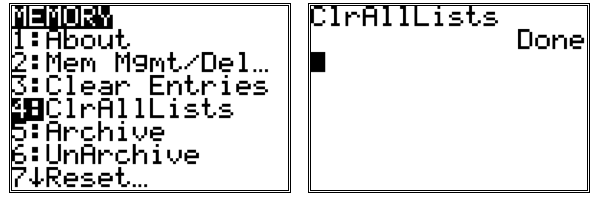 MEMORY
1:About
2:Mem Mgmt/Del…
3:Clear Entries
4:ClrAllLists
5:Archive
6:UnArchive
7↓Reset…
ClrAllLists
Done